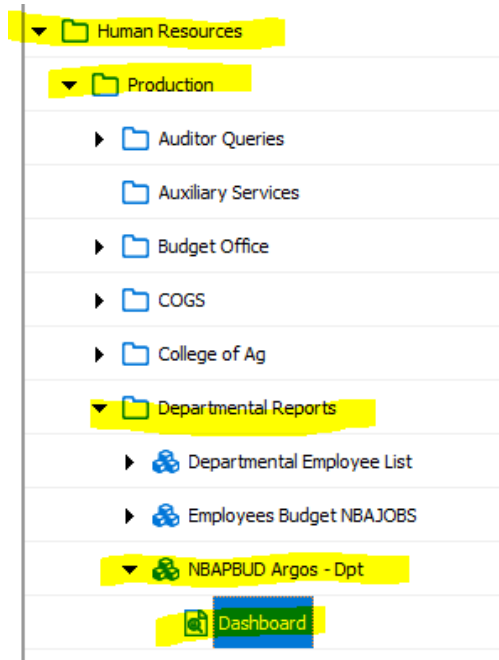 Human Resources
Production
Auditor Queries
Auxiliary Services
Budget Office
COGS
College of Ag
Departmental Reports
Departmental Employee List
Employees Budget NBAJOBS
NBAPBUD Argos - Dpt
Dashboard